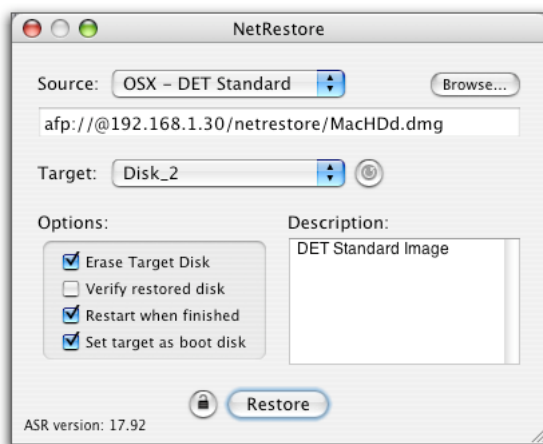 NetRestore
Source: OSX – DET Standard Browse...
afp://@192.168.1.30/netrestore/MacHDd.dmg
Target: Disk_2
Options:
Erase Target Disk
Verify restored disk
Restart when finished
Set target as boot disk
Description:
DET Standard Image
Restore
ASR version: 17.92